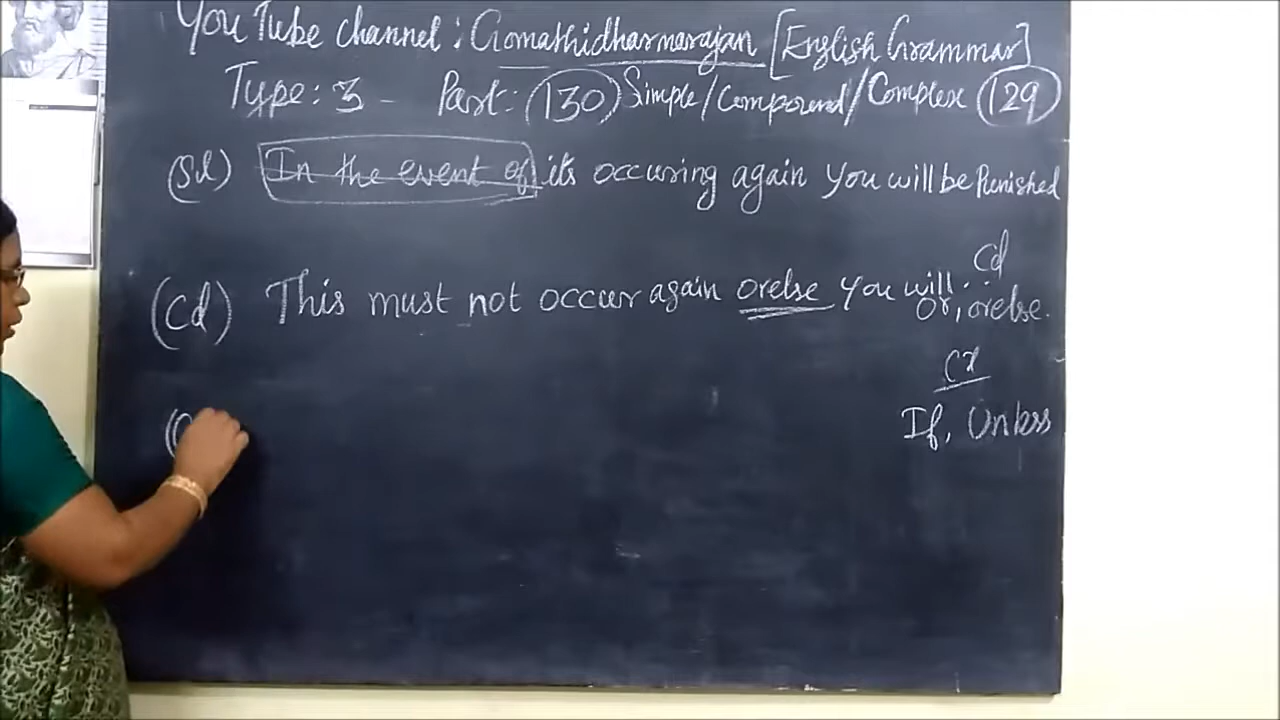 YouTube channel : Gomathidharmarajan [English Grammar]
Type : 3 - Part : 130 Simple/Compound/Complex 129
(Sl) In the event of its occuring again you will be Punished
(Cd) This must not occur again orelse you will..
Cd
or, orelse.
Cx
If, Unless
(C